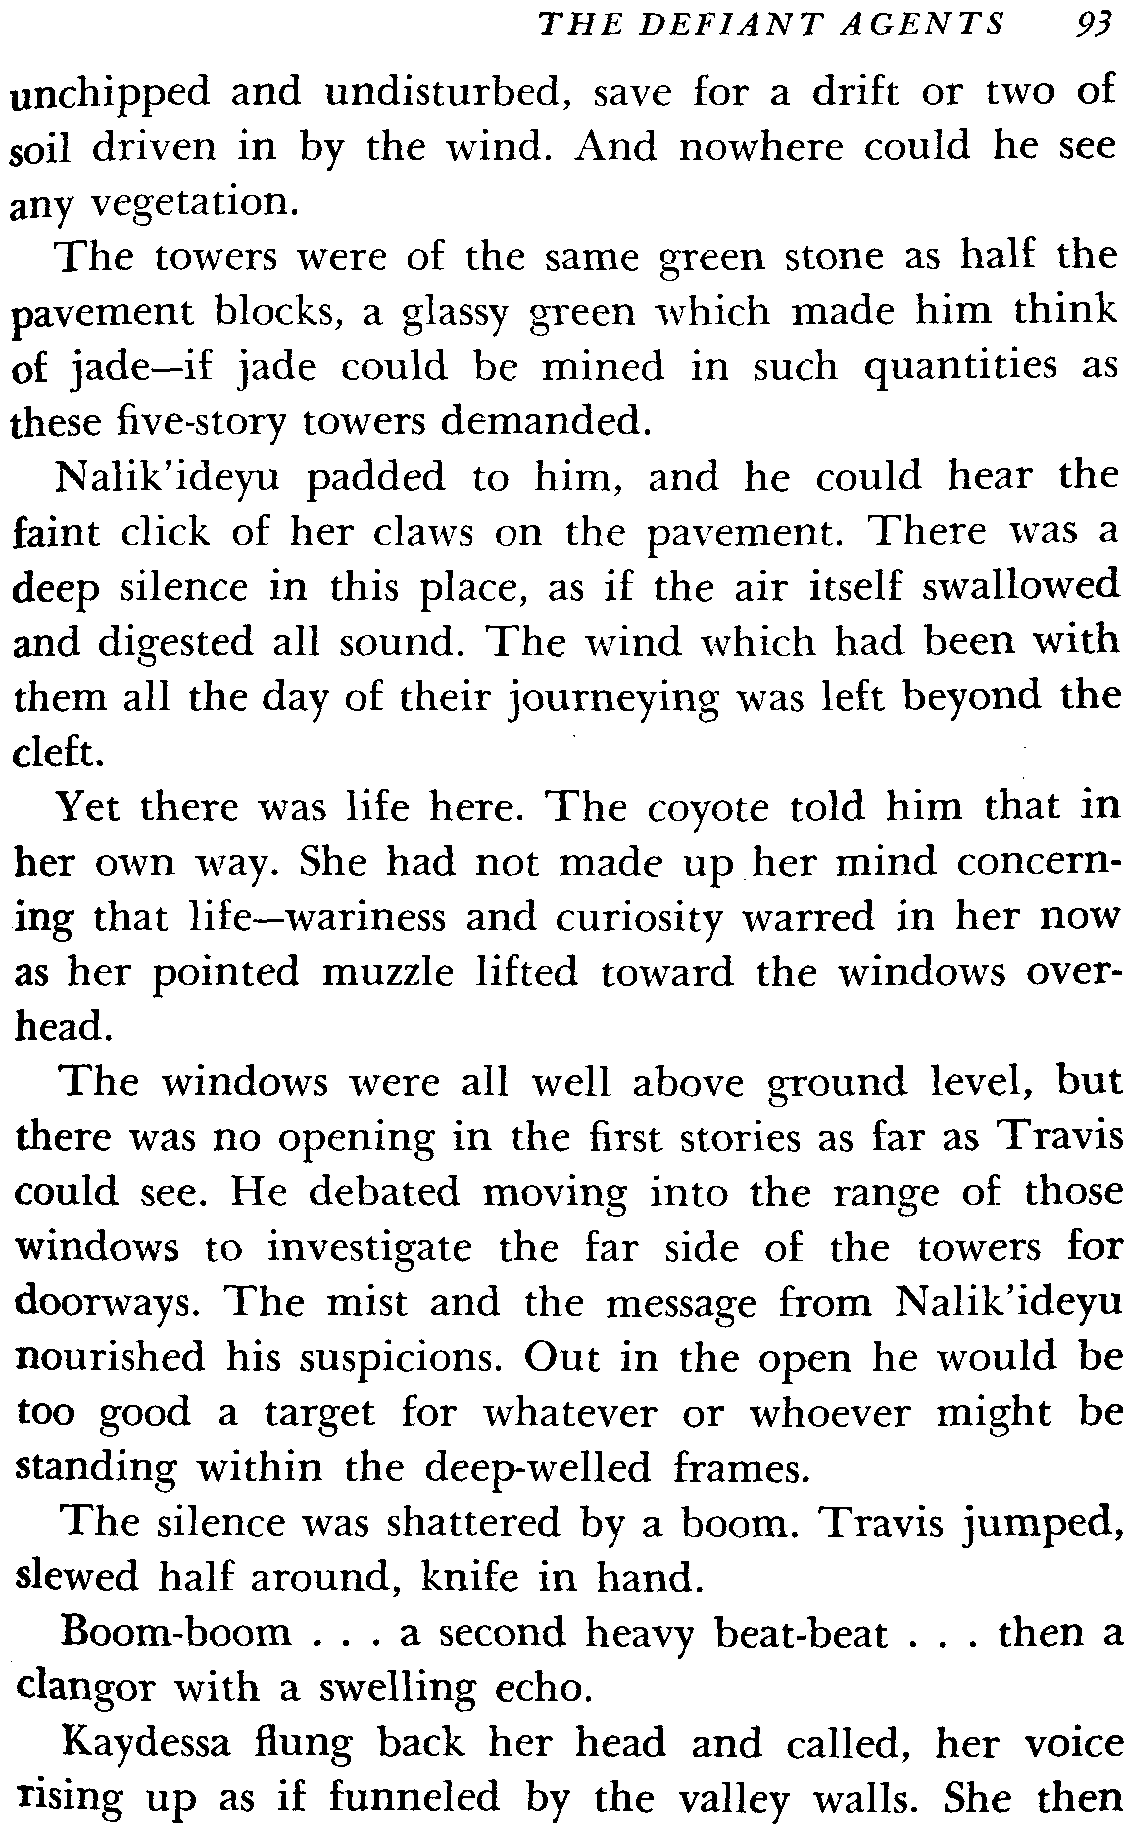 THE DEFIANT AGENTS 93
unchipped and undisturbed, save for a drift or two of
soil driven in by the wind. And nowhere could he see
any vegetation.
The towers were of the same green stone as half the
pavement blocks, a glassy green which made him think
of jade—if jade could be mined in such quantities as
these five-story towers demanded.
Nalik'ideyu padded to him, and he could hear the
faint click of her claws on the pavement. There was a
deep silence in this place, as if the air itself swallowed
and digested all sound. The wind which had been with
them all the day of their journeying was left beyond the
cleft.
Yet there was life here. The coyote told him that in
her own way. She had not made up her mind concern-
ing that life—wariness and curiosity warred in her now
as her pointed muzzle lifted toward the windows over-
head.
The windows were all well above ground level, but
there was no opening in the first stories as far as Travis
could see. He debated moving into the range of those
windows to investigate the far side of the towers for
doorways. The mist and the message from Nalik'ideyu
nourished his suspicions. Out in the open he would be
too good a target for whatever or whoever might be
standing within the deep-welled frames.
The silence was shattered by a boom. Travis jumped,
slewed half around, knife in hand.
Boom-boom . . . a second heavy beat-beat . . . then a
clangor with a swelling echo.
Kaydessa flung back her head and called, her voice
rising up as if funneled by the valley walls. She then